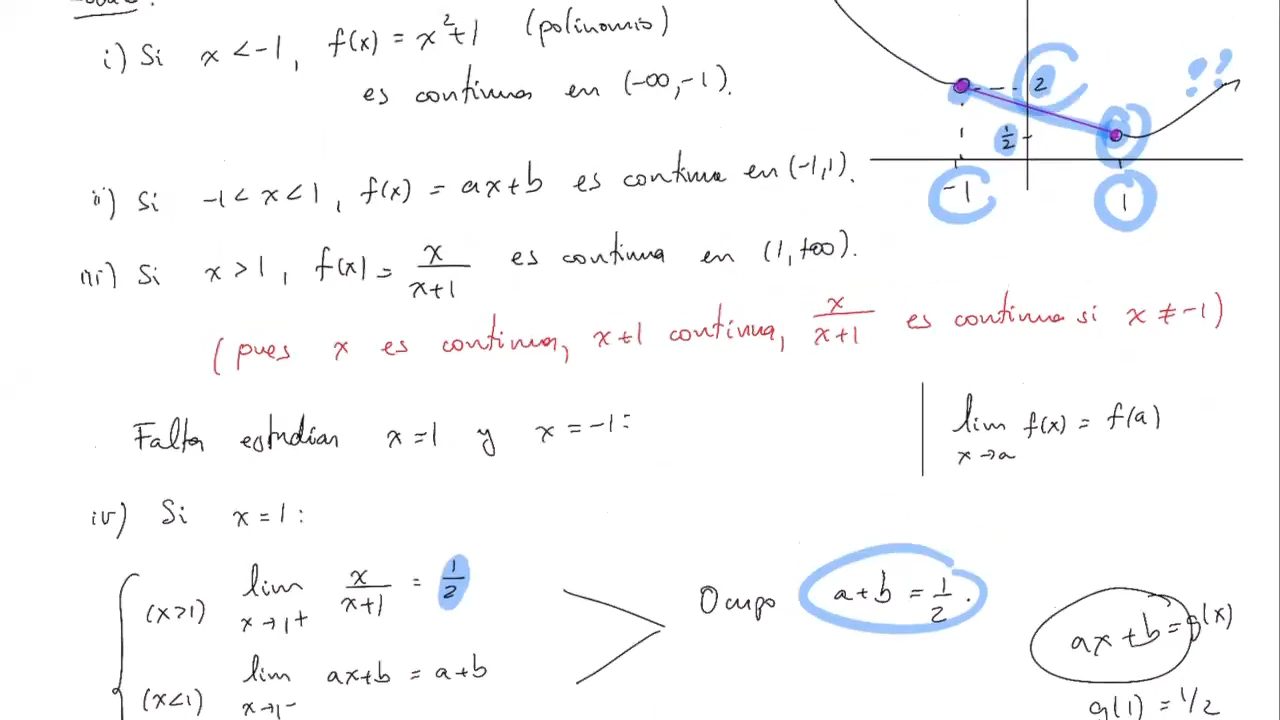 i) Si x < -1, f(x) = x²+1 (polinomio)
es continua en (-∞, -1).
2
??
1/2
-1
1
ii) Si -1 < x < 1, f(x) = ax+b es continua en (-1,1).
iii) Si x > 1, f(x) = x/(x+1) es continua en (1, +∞).
(pues x es continua, x+1 continua, x/(x+1) es continua si x ≠ -1)
Falta estudiar x=1 y x=-1:
lim f(x) = f(a)
x→a
iv) Si x=1:
(x>1) lim x/(x+1) = 1/2
x→1+
Ocupo a+b = 1/2.
ax+b = g(x)
(x<1) lim ax+b = a+b
x→1-
g(1) = 1/2